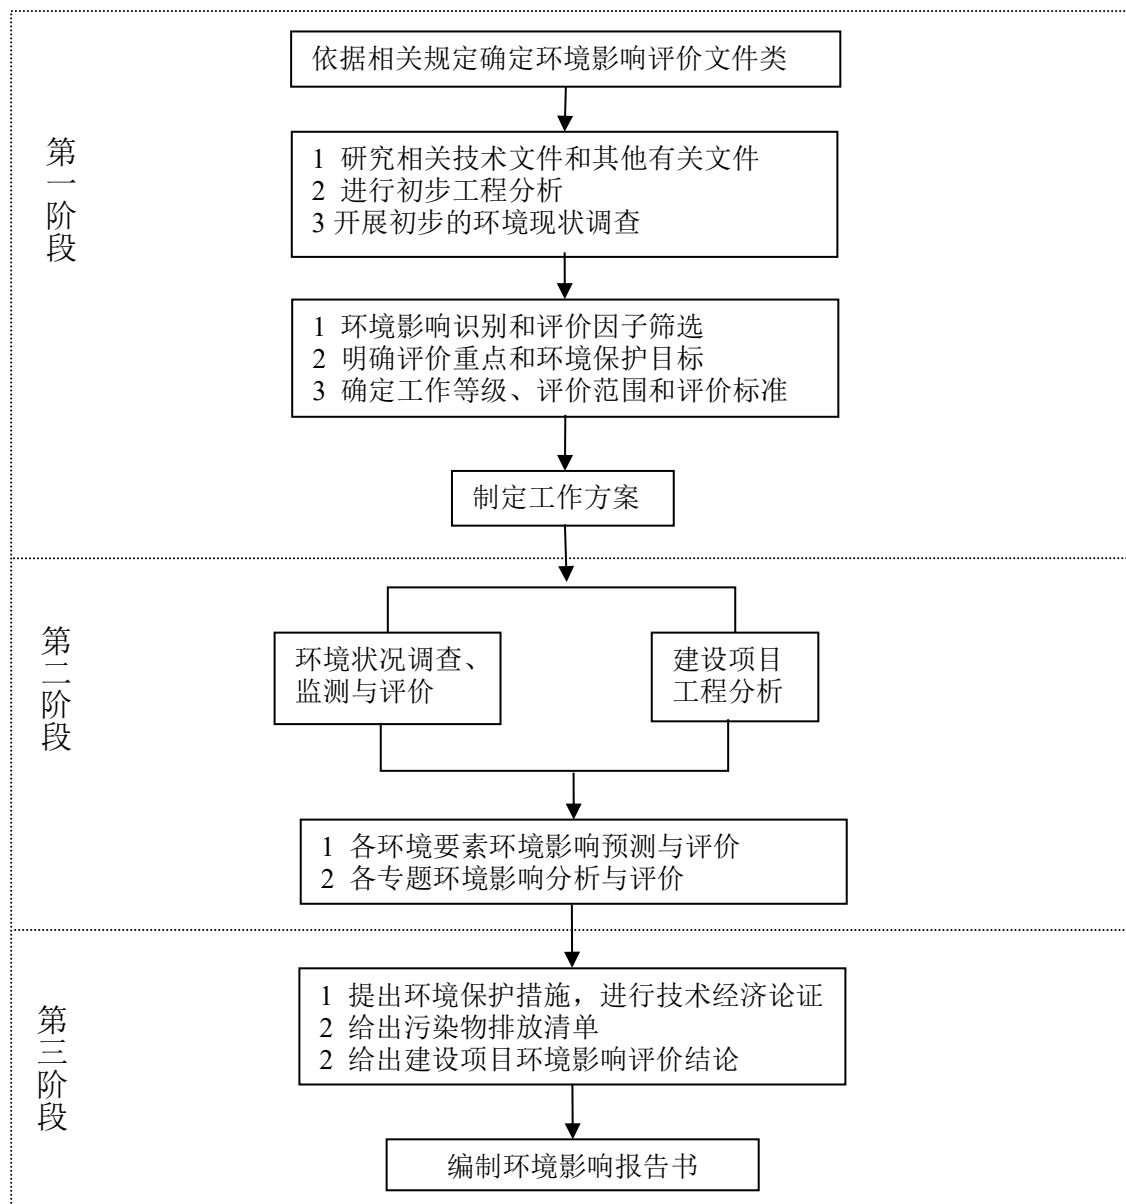 依据相关规定确定环境影响评价文件类
第一阶段
1 研究相关技术文件和其他有关文件
2 进行初步工程分析
3 开展初步的环境现状调查
1 环境影响识别和评价因子筛选
2 明确评价重点和环境保护目标
3 确定工作等级、评价范围和评价标准
制定工作方案
第二阶段
环境状况调查、
监测与评价
建设项目
工程分析
1 各环境要素环境影响预测与评价
2 各专题环境影响分析与评价
第三阶段
1 提出环境保护措施，进行技术经济论证
2 给出污染物排放清单
2 给出建设项目环境影响评价结论
编制环境影响报告书